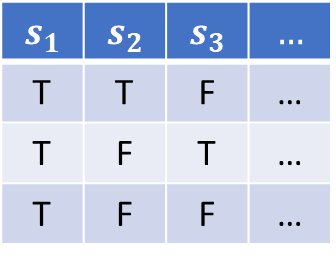 s₁ s₂ s₃ ...
T T F ...
T F T ...
T F F ...